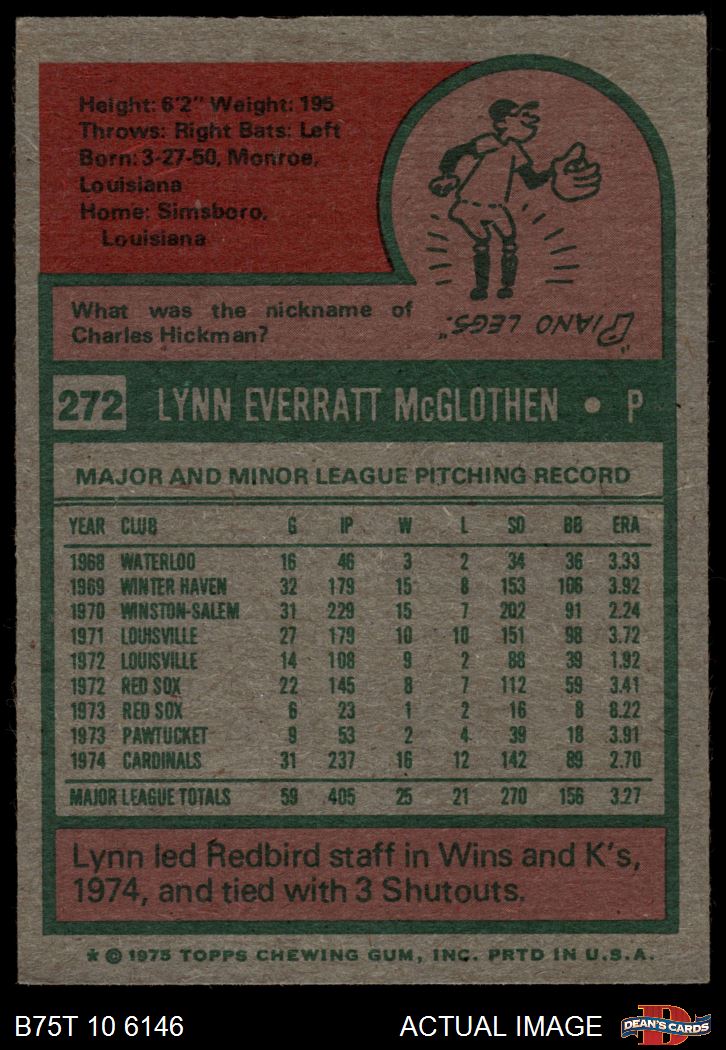 Height: 6'2" Weight: 195
Throws: Right Bats: Left
Born: 3-27-50, Monroe,
Louisiana
Home: Simsboro,
Louisiana
What was the nickname of
Charles Hickman?
"PIANO LEGS."
272 LYNN EVERRATT McGLOTHEN • P
MAJOR AND MINOR LEAGUE PITCHING RECORD
YEAR CLUB G IP W L SO BB ERA
1968 WATERLOO 16 46 3 2 34 36 3.33
1969 WINTER HAVEN 32 179 15 8 153 106 3.92
1970 WINSTON-SALEM 31 229 15 7 202 91 2.24
1971 LOUISVILLE 27 179 10 10 151 98 3.72
1972 LOUISVILLE 14 108 9 2 88 39 1.92
1972 RED SOX 22 145 8 7 112 59 3.41
1973 RED SOX 6 23 1 2 16 8 8.22
1973 PAWTUCKET 9 53 2 4 39 18 3.91
1974 CARDINALS 31 237 16 12 142 89 2.70
MAJOR LEAGUE TOTALS 59 405 25 21 270 156 3.27
Lynn led Redbird staff in Wins and K's,
1974, and tied with 3 Shutouts.
* © 1975 TOPPS CHEWING GUM, INC. PRTD IN U.S.A.
B75T 10 6146 ACTUAL IMAGE
D
DEAN'S CARDS